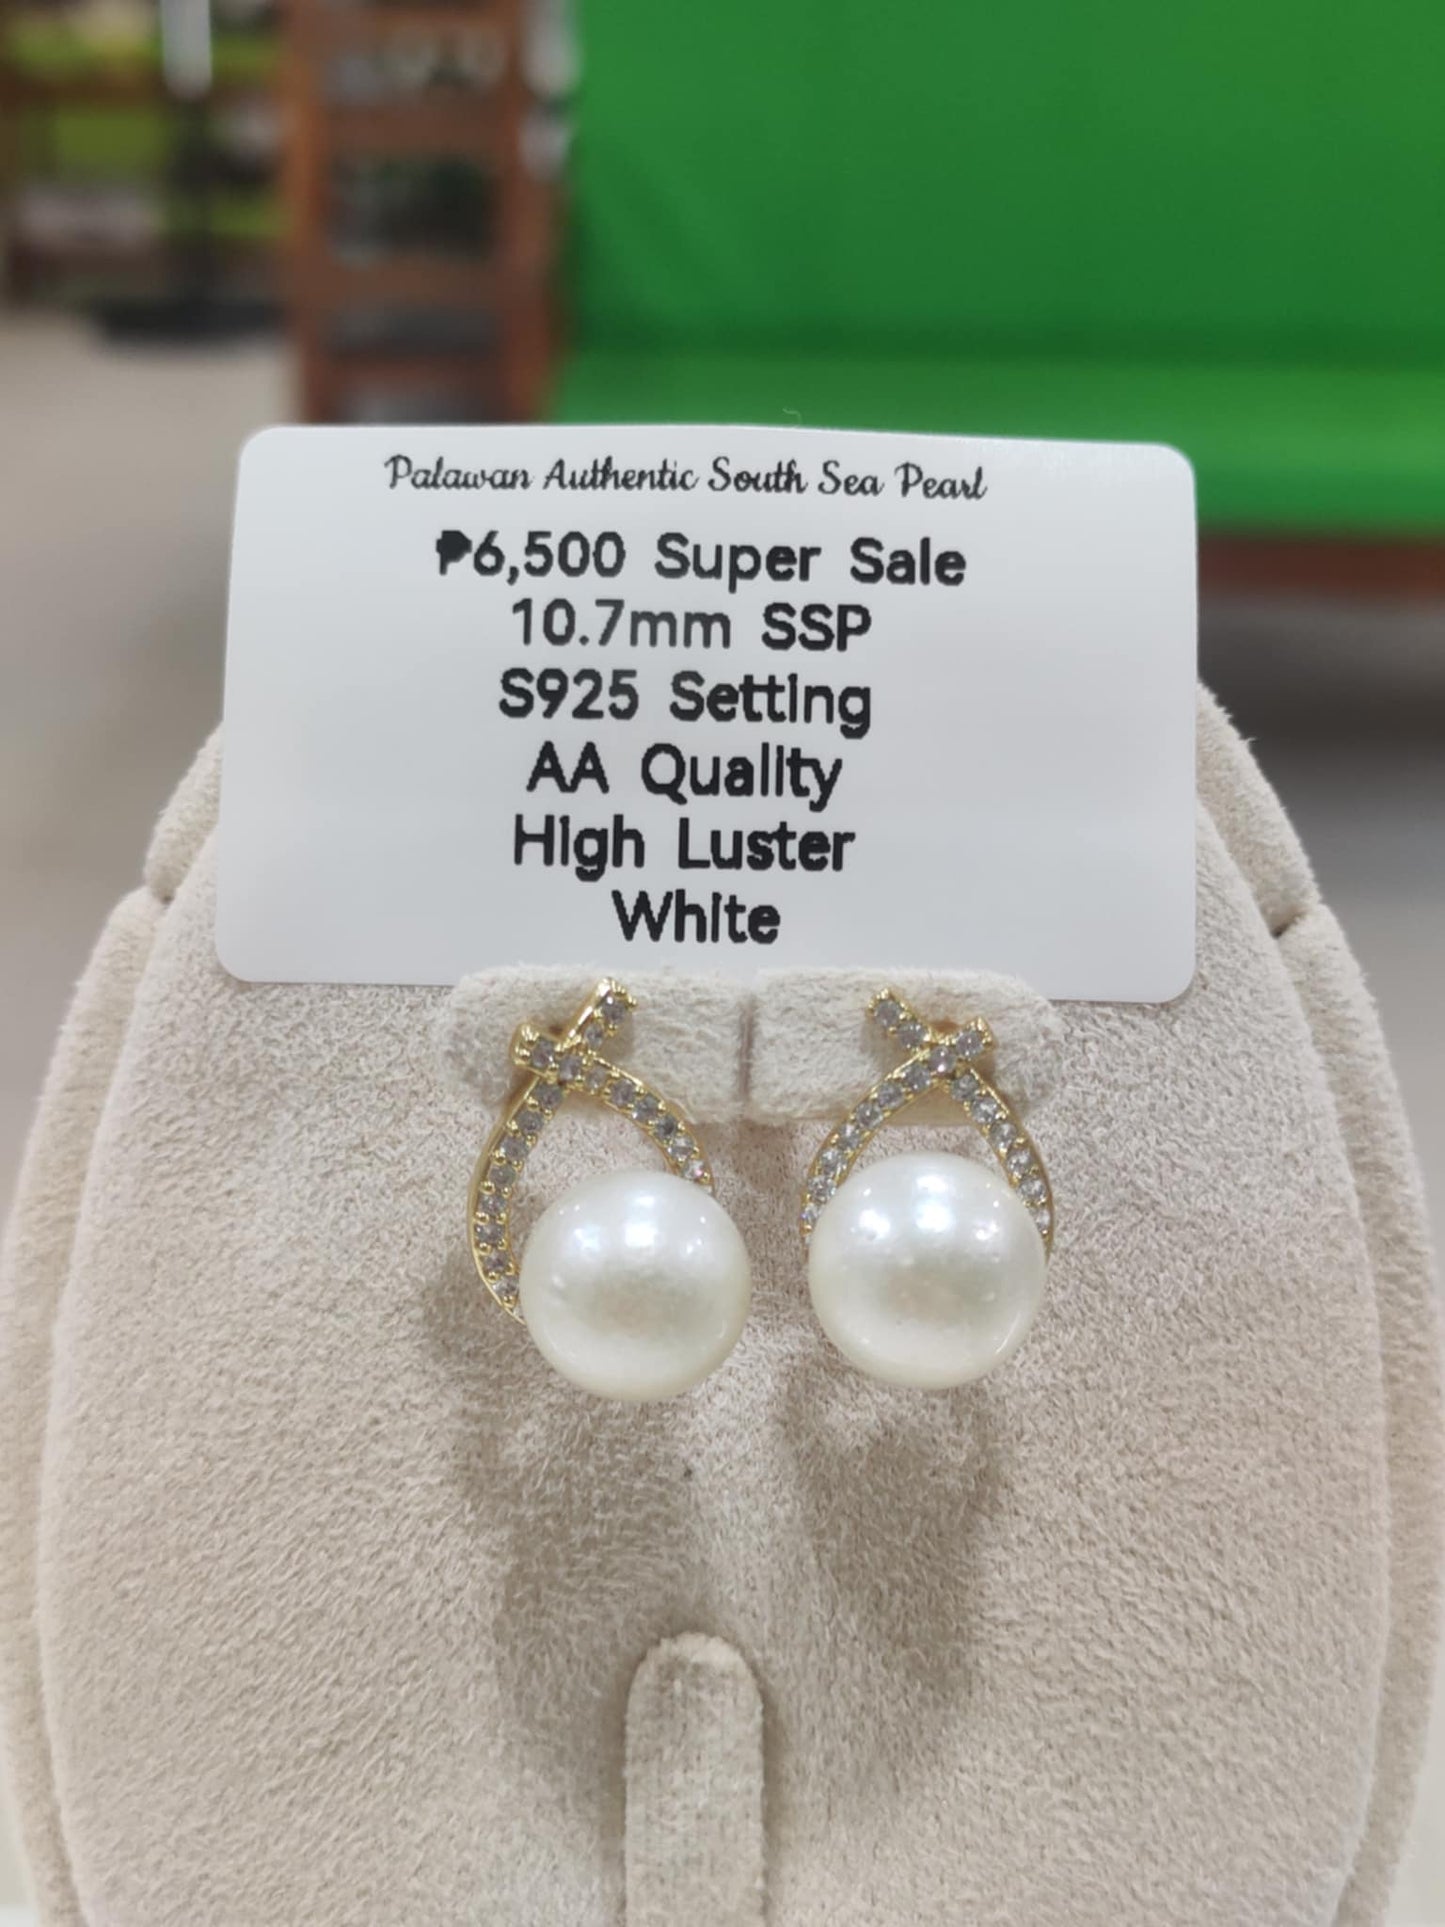 Palawan Authentic South Sea Pearl
₱6,500 Super Sale
10.7mm SSP
S925 Setting
AA Quality
High Luster
White